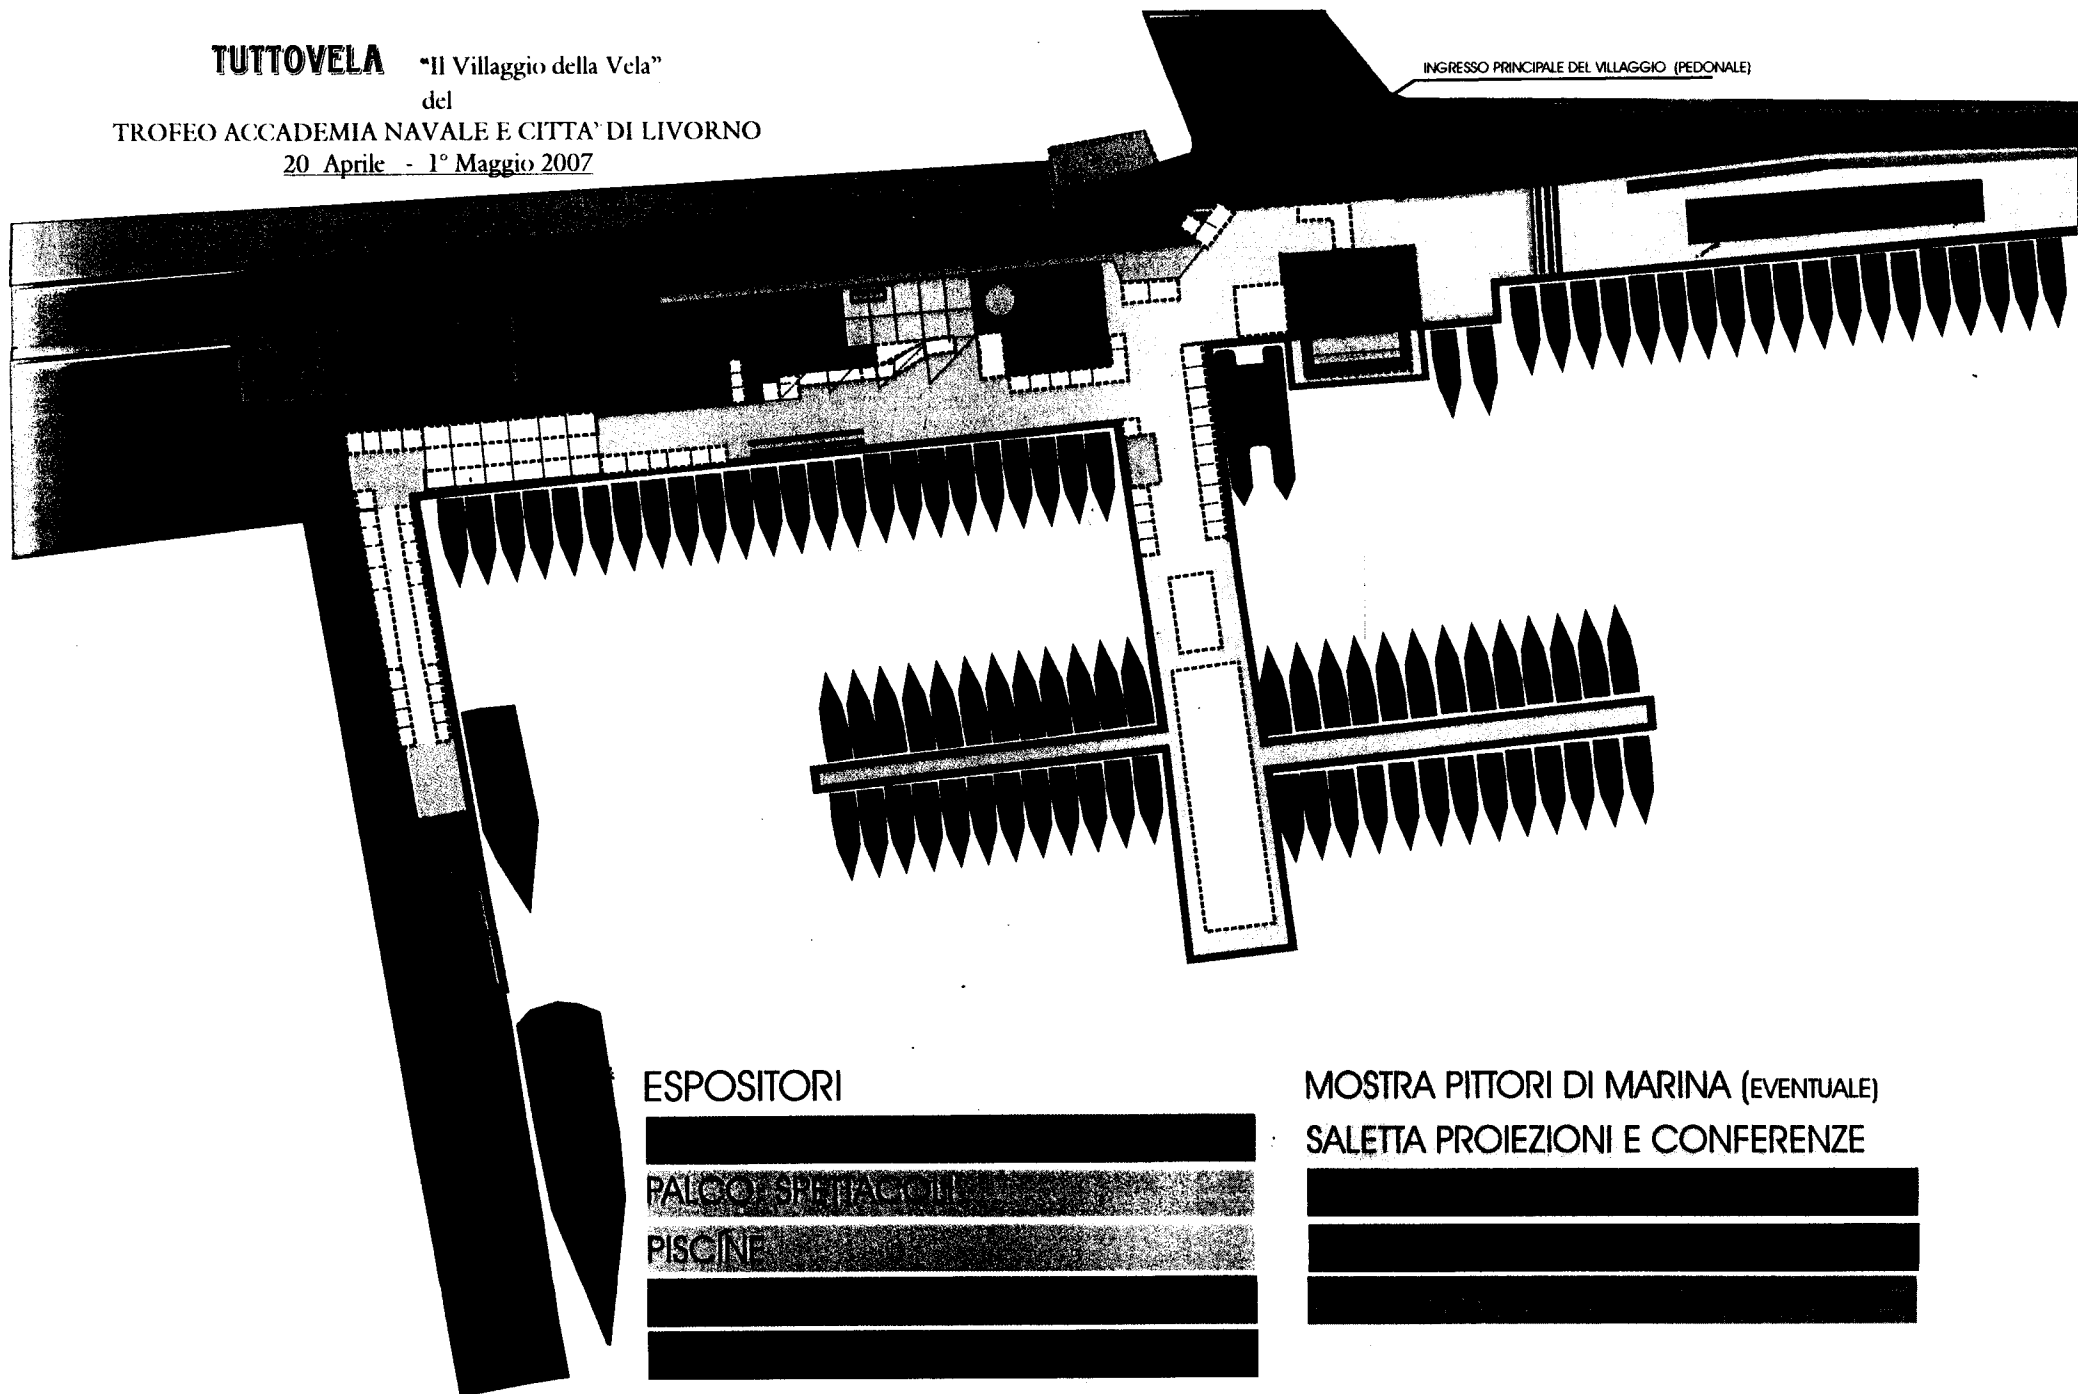 TUTTOVELA "Il Villaggio della Vela"
del
TROFEO ACCADEMIA NAVALE E CITTA' DI LIVORNO
20 Aprile - 1° Maggio 2007
INGRESSO PRINCIPALE DEL VILLAGGIO (PEDONALE)
ESPOSITORI
PALCO SPETTACOLI
PISCINE
MOSTRA PITTORI DI MARINA (EVENTUALE)
SALETTA PROIEZIONI E CONFERENZE